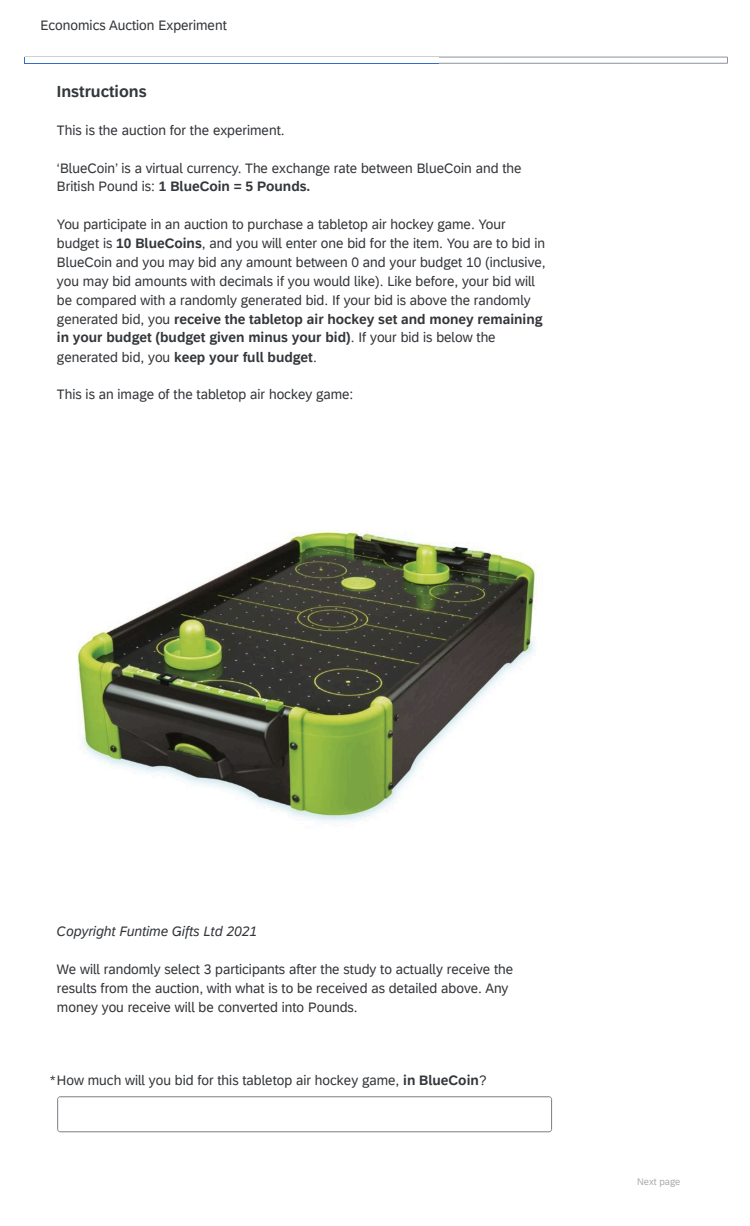 Economics Auction Experiment
Instructions
This is the auction for the experiment.
‘BlueCoin’ is a virtual currency. The exchange rate between BlueCoin and the
British Pound is: 1 BlueCoin = 5 Pounds.
You participate in an auction to purchase a tabletop air hockey game. Your
budget is 10 BlueCoins, and you will enter one bid for the item. You are to bid in
BlueCoin and you may bid any amount between 0 and your budget 10 (inclusive,
you may bid amounts with decimals if you would like). Like before, your bid will
be compared with a randomly generated bid. If your bid is above the randomly
generated bid, you receive the tabletop air hockey set and money remaining
in your budget (budget given minus your bid). If your bid is below the
generated bid, you keep your full budget.
This is an image of the tabletop air hockey game:
Copyright Funtime Gifts Ltd 2021
We will randomly select 3 participants after the study to actually receive the
results from the auction, with what is to be received as detailed above. Any
money you receive will be converted into Pounds.
*How much will you bid for this tabletop air hockey game, in BlueCoin?
Next page